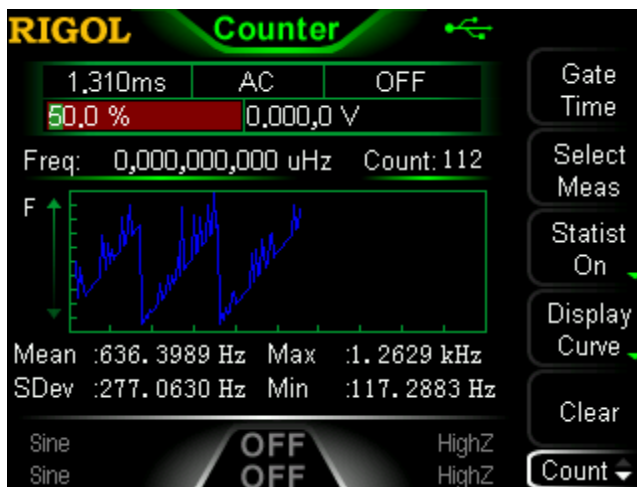 RIGOL Counter
1.310ms AC OFF
50.0 % 0.000,0 V
Freq: 0,000,000,000 uHz Count: 112
F
Mean :636.3989 Hz Max :1.2629 kHz
SDev :277.0630 Hz Min :117.2883 Hz
Sine OFF HighZ
Sine OFF HighZ
Gate
Time
Select
Meas
Statist
On
Display
Curve
Clear
Count